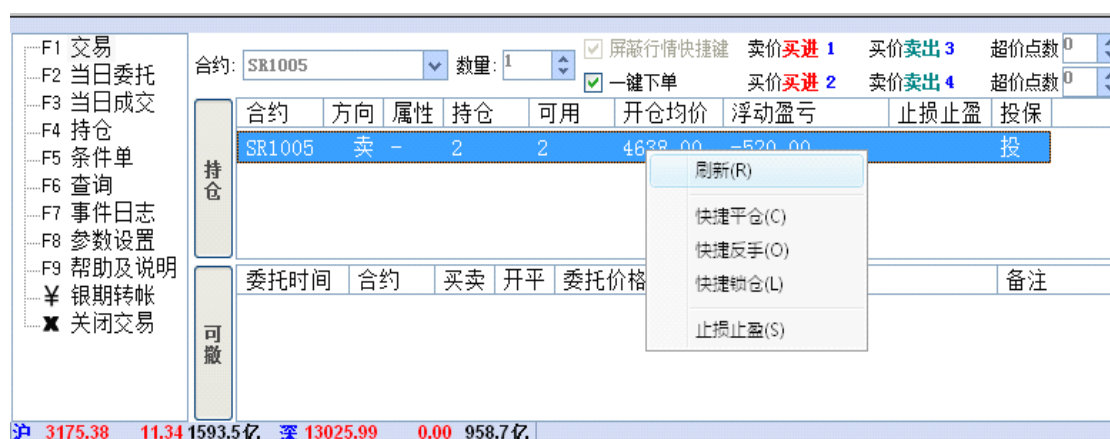 F1 交易
F2 当日委托
F3 当日成交
F4 持仓
F5 条件单
F6 查询
F7 事件日志
F8 参数设置
F9 帮助及说明
¥ 银期转帐
✖ 关闭交易
合约: SR1005 数量: 1
屏蔽行情快捷键 卖价买进 1 买价卖出 3 超价点数 0
一键下单 买价买进 2 卖价卖出 4 超价点数 0
持仓
合约 方向 属性 持仓 可用 开仓均价 浮动盈亏 止损止盈 投保
SR1005 卖 - 2 2 4638.00 -520.00 投
刷新(R)
快捷平仓(C)
快捷反手(O)
快捷锁仓(L)
止损止盈(S)
可撤
委托时间 合约 买卖 开平 委托价格 备注
沪 3175.38 11.34 1593.5亿 深 13025.99 0.00 958.7亿